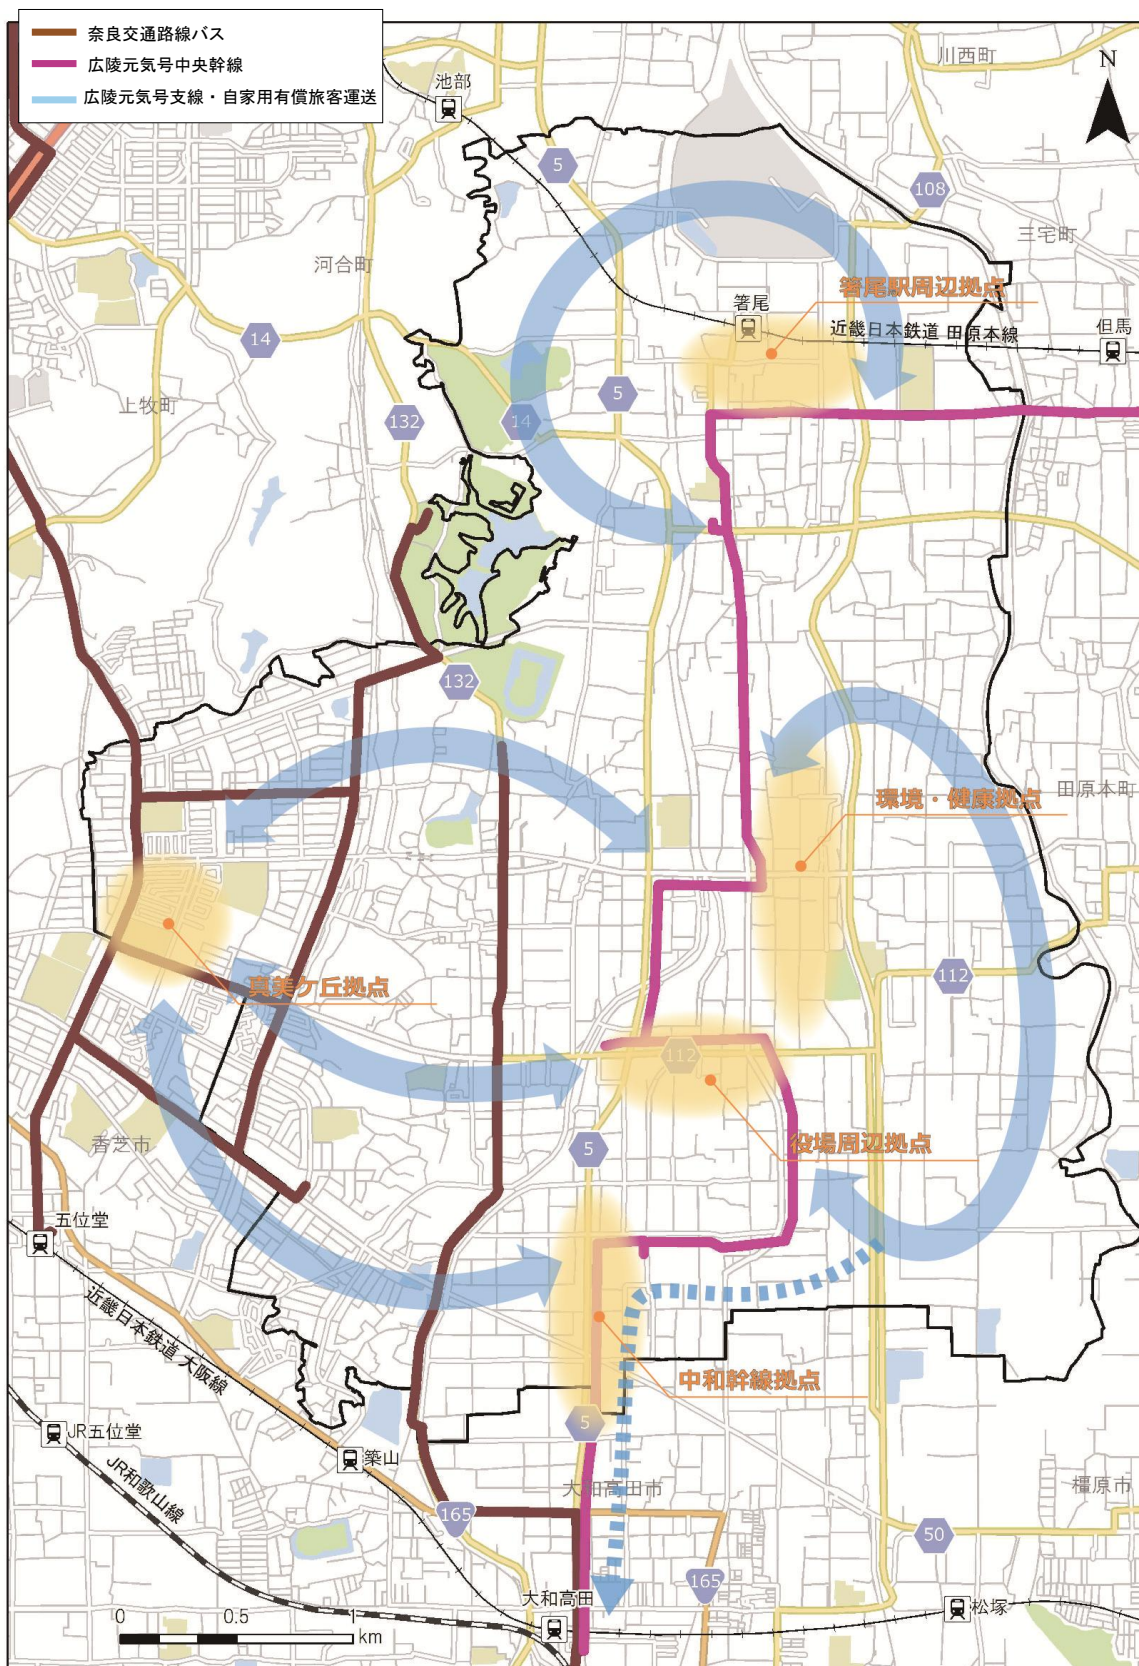 奈良交通路線バス
広陵元気号中央幹線
広陵元気号支線・自家用有償旅客運送
川西町
N
池部
5
108
三宅町
河合町
箸尾駅周辺拠点
箸尾
近畿日本鉄道 田原本線
但馬
14
5
上牧町
132
14
132
環境・健康拠点
田原本町
真美ケ丘拠点
112
112
役場周辺拠点
香芝市
5
五位堂
近畿日本鉄道 大阪線
中和幹線拠点
5
JR五位堂
築山
JR和歌山線
大和高田市
橿原市
165
50
165
大和高田
松塚
0 0.5 1
km